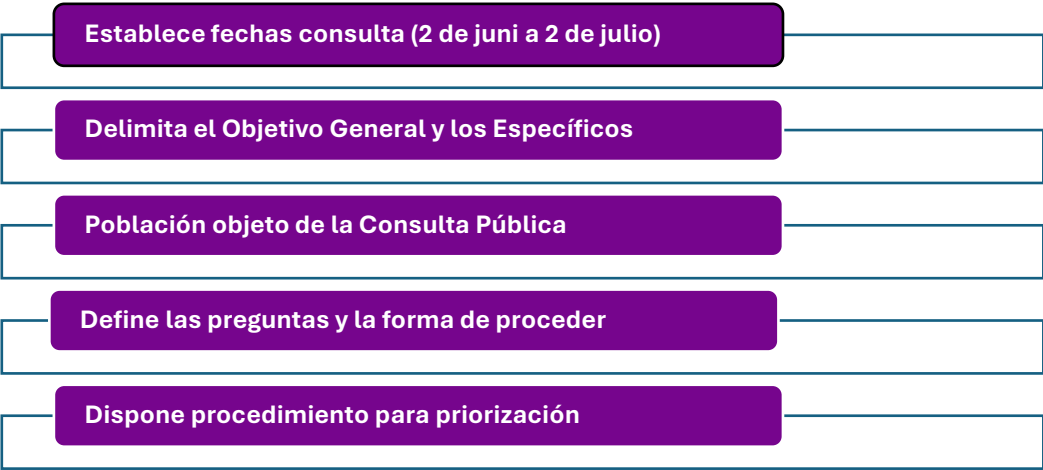 Establece fechas consulta (2 de juni a 2 de julio)
Delimita el Objetivo General y los Específicos
Población objeto de la Consulta Pública
Define las preguntas y la forma de proceder
Dispone procedimiento para priorización